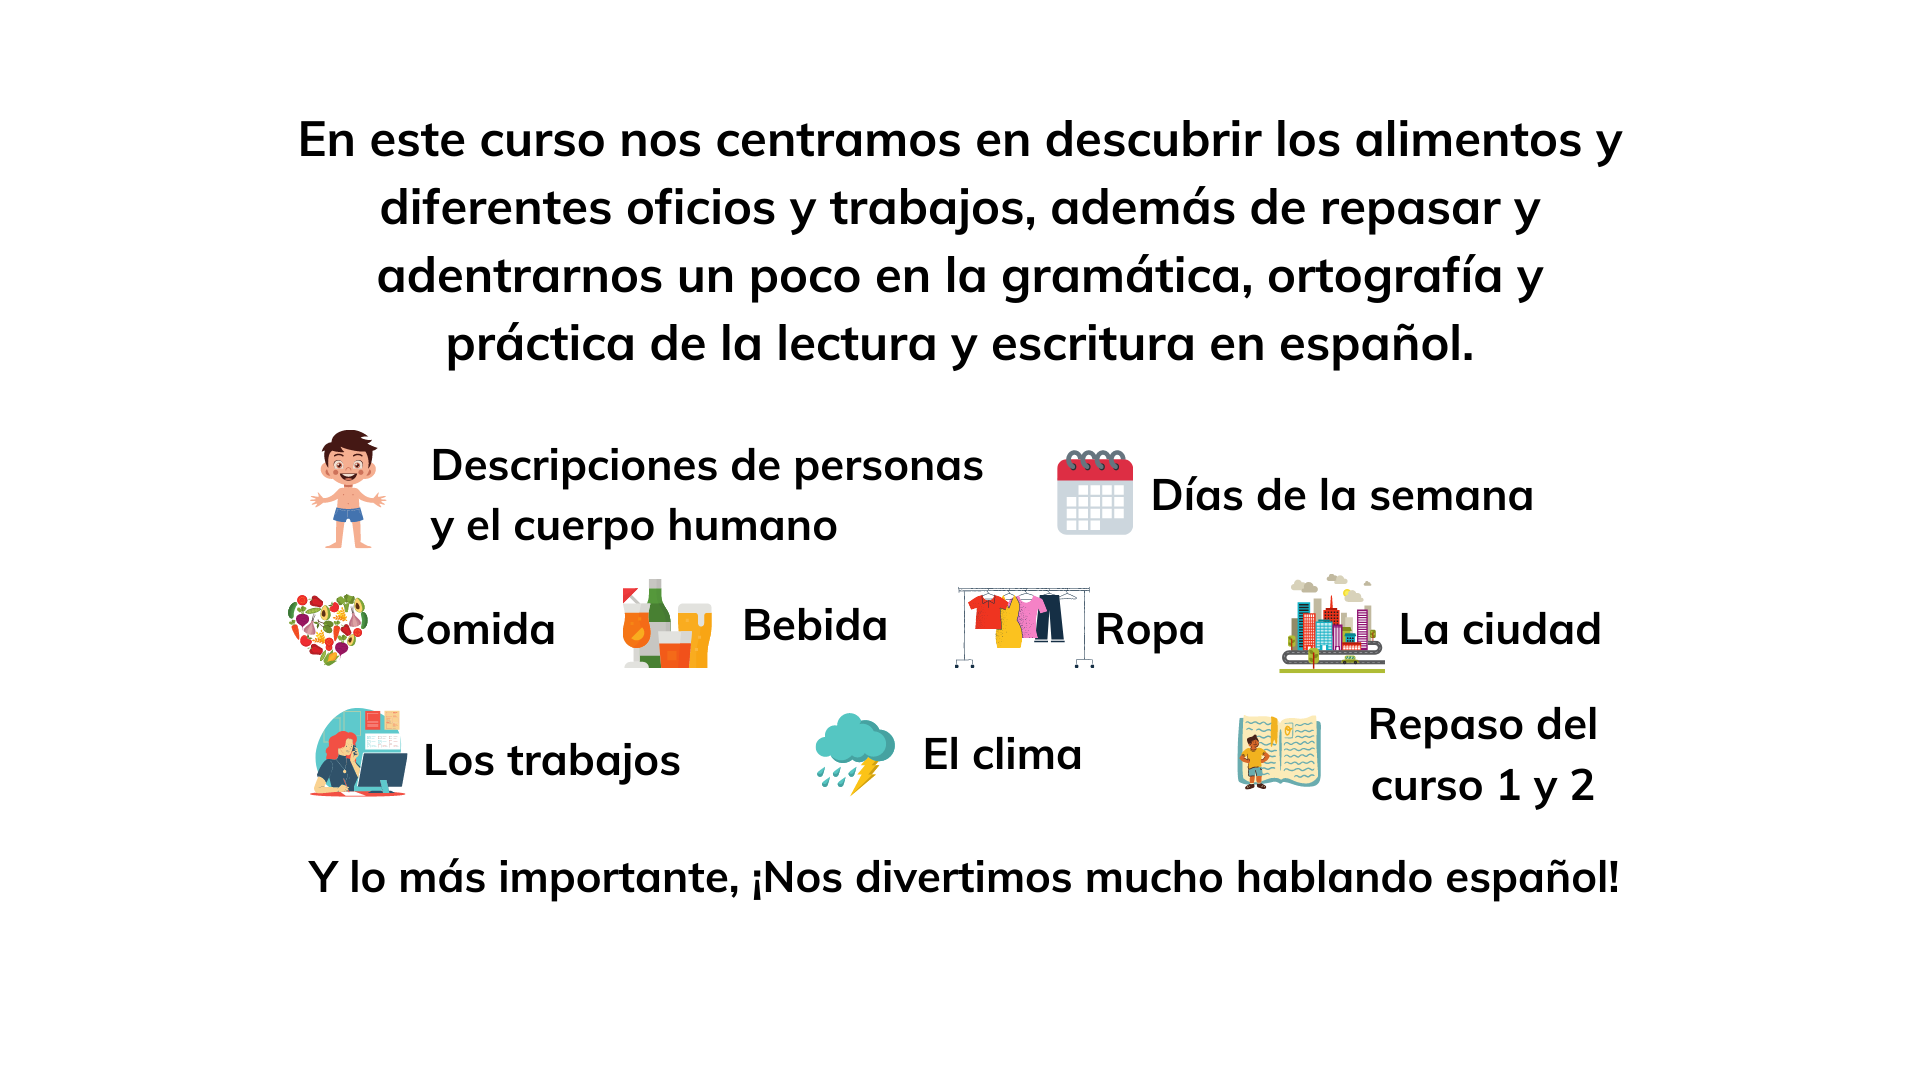 En este curso nos centramos en descubrir los alimentos y
diferentes oficios y trabajos, además de repasar y
adentrarnos un poco en la gramática, ortografía y
práctica de la lectura y escritura en español.
Descripciones de personas
y el cuerpo humano
Días de la semana
Comida
Bebida
Ropa
La ciudad
Los trabajos
El clima
Repaso del
curso 1 y 2
Y lo más importante, ¡Nos divertimos mucho hablando español!